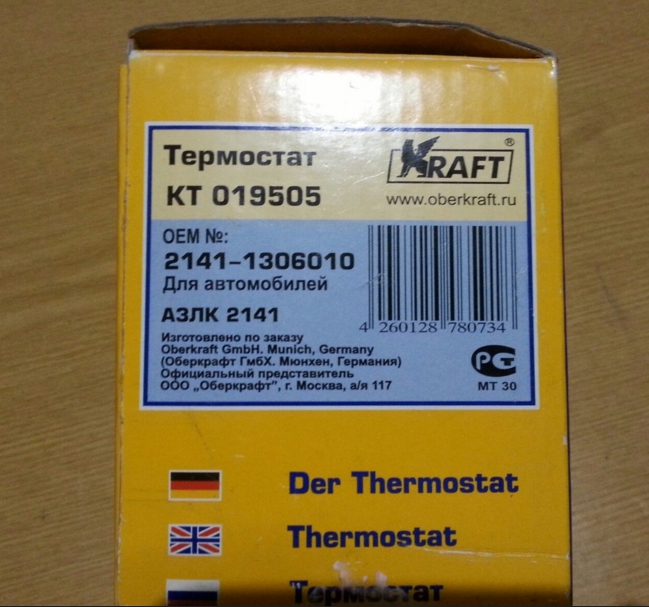 Термостат
KRAFT®
КТ 019505
www.oberkraft.ru
OEM №:
2141-1306010
Для автомобилей
АЗЛК 2141
4 260128 780734
Изготовлено по заказу
Oberkraft GmbH. Munich, Germany
(Оберкрафт ГмбХ. Мюнхен, Германия)
Официальный представитель
ООО „Оберкрафт”, г. Москва, а/я 117
РСТ
МТ 30
Der Thermostat
Thermostat
Термостат